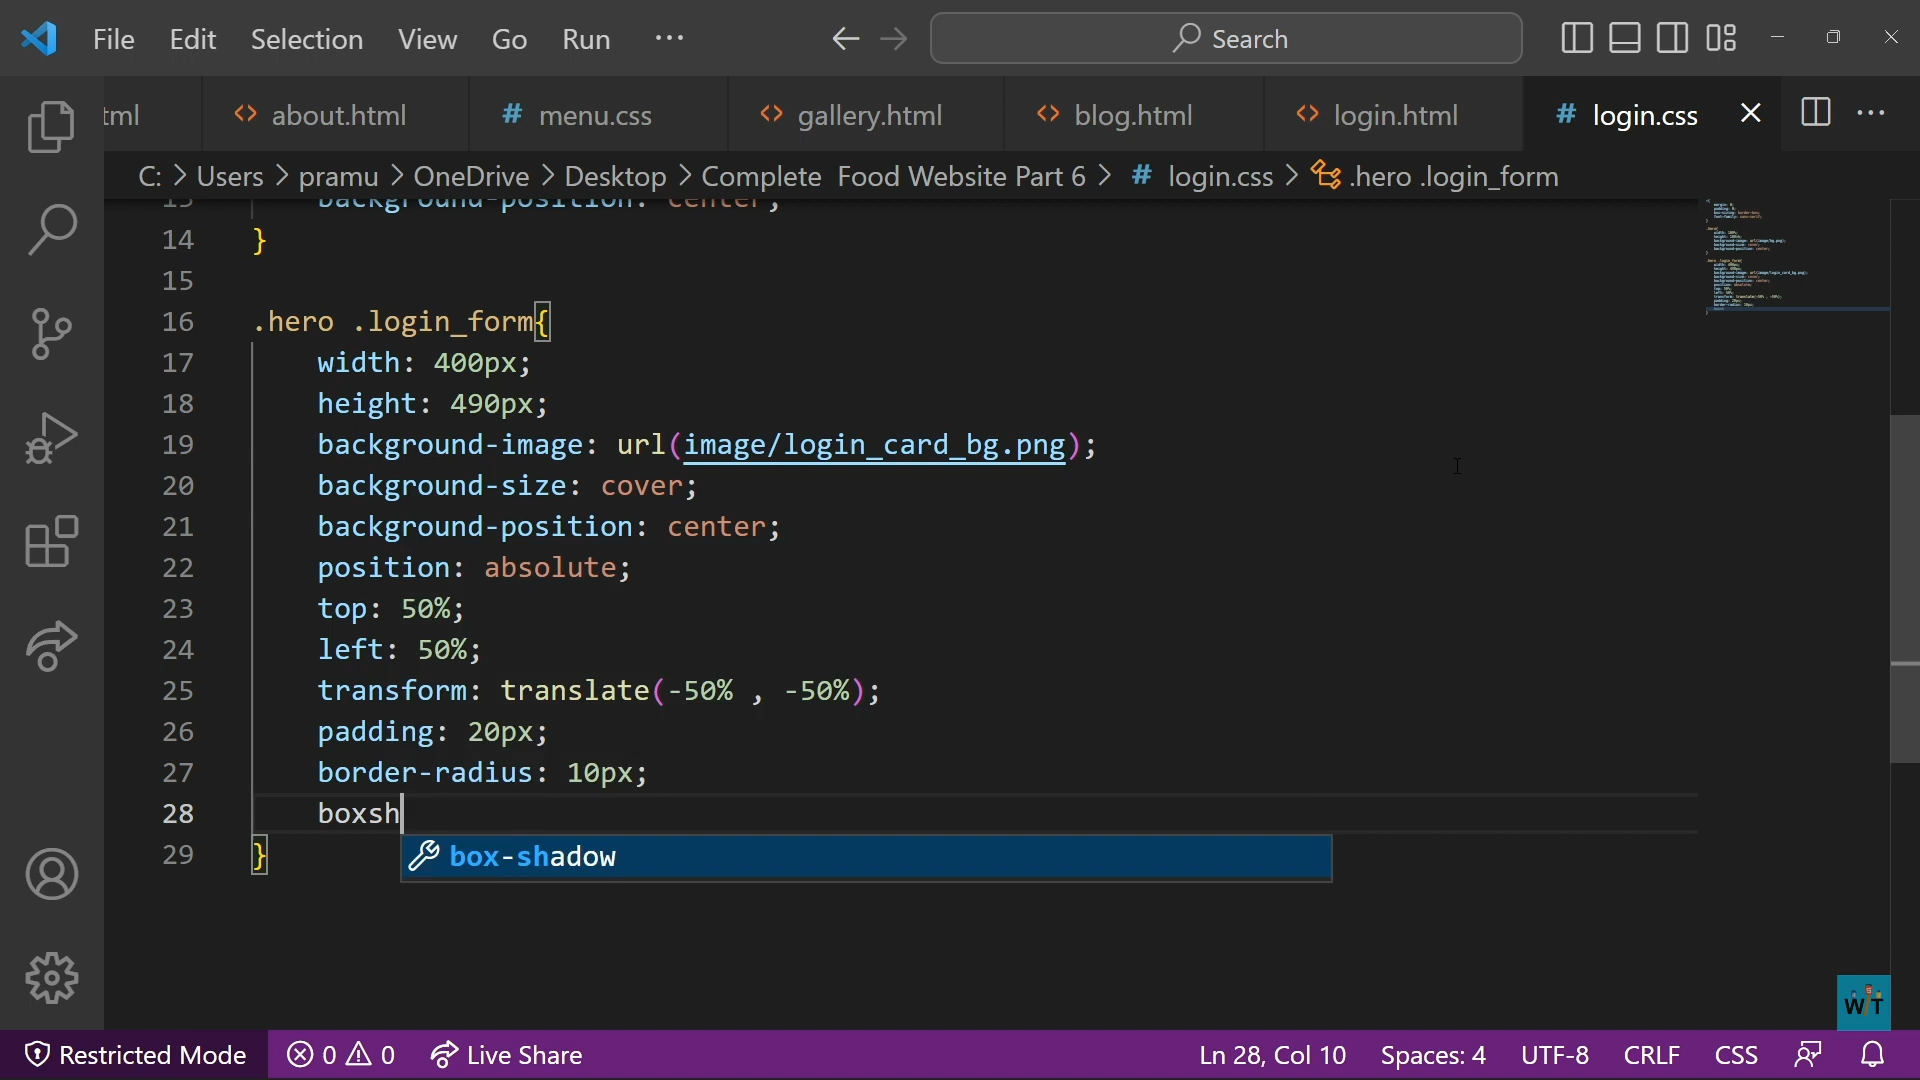 File Edit Selection View Go Run ··· Search
tml about.html menu.css gallery.html blog.html login.html login.css
C: > Users > pramu > OneDrive > Desktop > Complete Food Website Part 6 > # login.css > .hero .login_form
13 background-position: center;
14 }
15
16 .hero .login_form{
17 width: 400px;
18 height: 490px;
19 background-image: url(image/login_card_bg.png);
20 background-size: cover;
21 background-position: center;
22 position: absolute;
23 top: 50%;
24 left: 50%;
25 transform: translate(-50% , -50%);
26 padding: 20px;
27 border-radius: 10px;
28 boxsh
29 }
box-shadow
WIT
Restricted Mode 0 0 Live Share Ln 28, Col 10 Spaces: 4 UTF-8 CRLF CSS